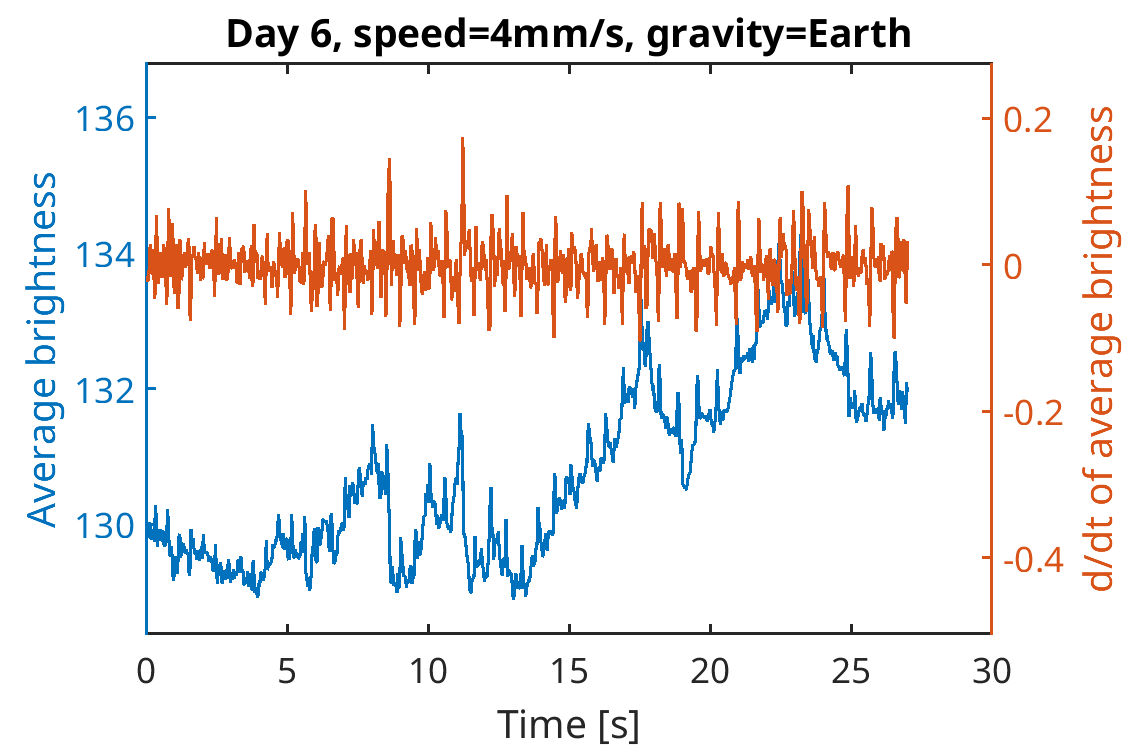 Day 6, speed=4mm/s, gravity=Earth
Average brightness
136
134
132
130
0.2
0
-0.2
-0.4
d/dt of average brightness
0 5 10 15 20 25 30
Time [s]